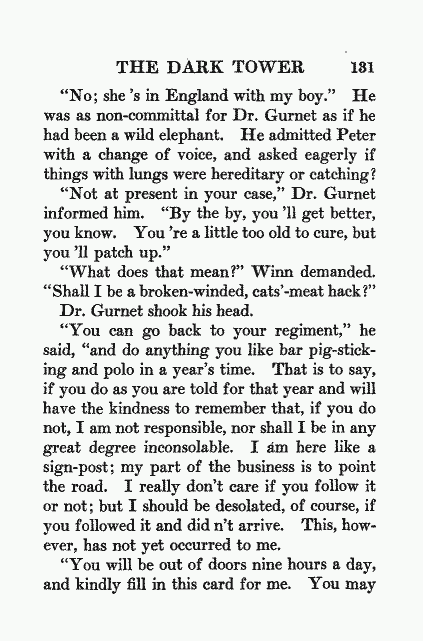 THE DARK TOWER 131
"No; she 's in England with my boy." He
was as non-committal for Dr. Gurnet as if he
had been a wild elephant. He admitted Peter
with a change of voice, and asked eagerly if
things with lungs were hereditary or catching?
"Not at present in your case," Dr. Gurnet
informed him. "By the by, you 'll get better,
you know. You 're a little too old to cure, but
you 'll patch up."
"What does that mean?" Winn demanded.
"Shall I be a broken-winded, cats'-meat hack?"
Dr. Gurnet shook his head.
"You can go back to your regiment," he
said, "and do anything you like bar pig-stick-
ing and polo in a year's time. That is to say,
if you do as you are told for that year and will
have the kindness to remember that, if you do
not, I am not responsible, nor shall I be in any
great degree inconsolable. I am here like a
sign-post; my part of the business is to point
the road. I really don't care if you follow it
or not; but I should be desolated, of course, if
you followed it and did n't arrive. This, how-
ever, has not yet occurred to me.
"You will be out of doors nine hours a day,
and kindly fill in this card for me. You may